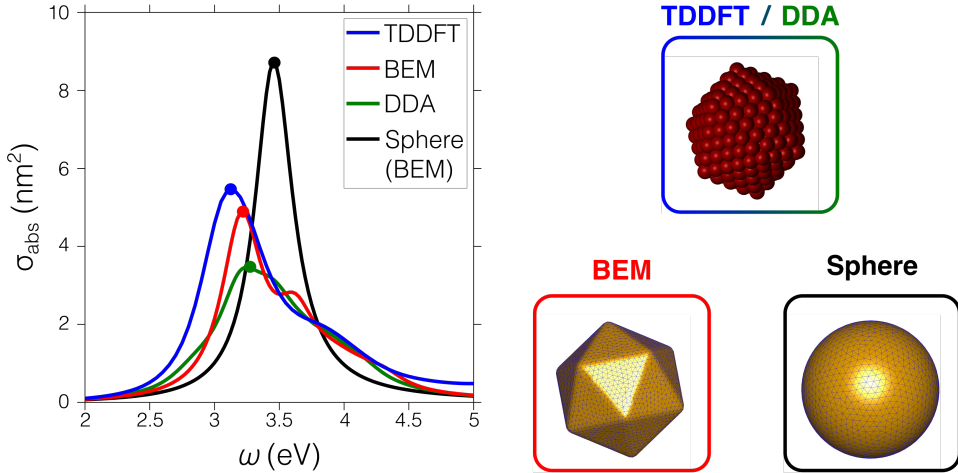 TDDFT / DDA
10
8
6
4
2
0
σabs (nm²)
TDDFT
BEM
DDA
Sphere
(BEM)
2 2.5 3 3.5 4 4.5 5
ω (eV)
BEM
Sphere